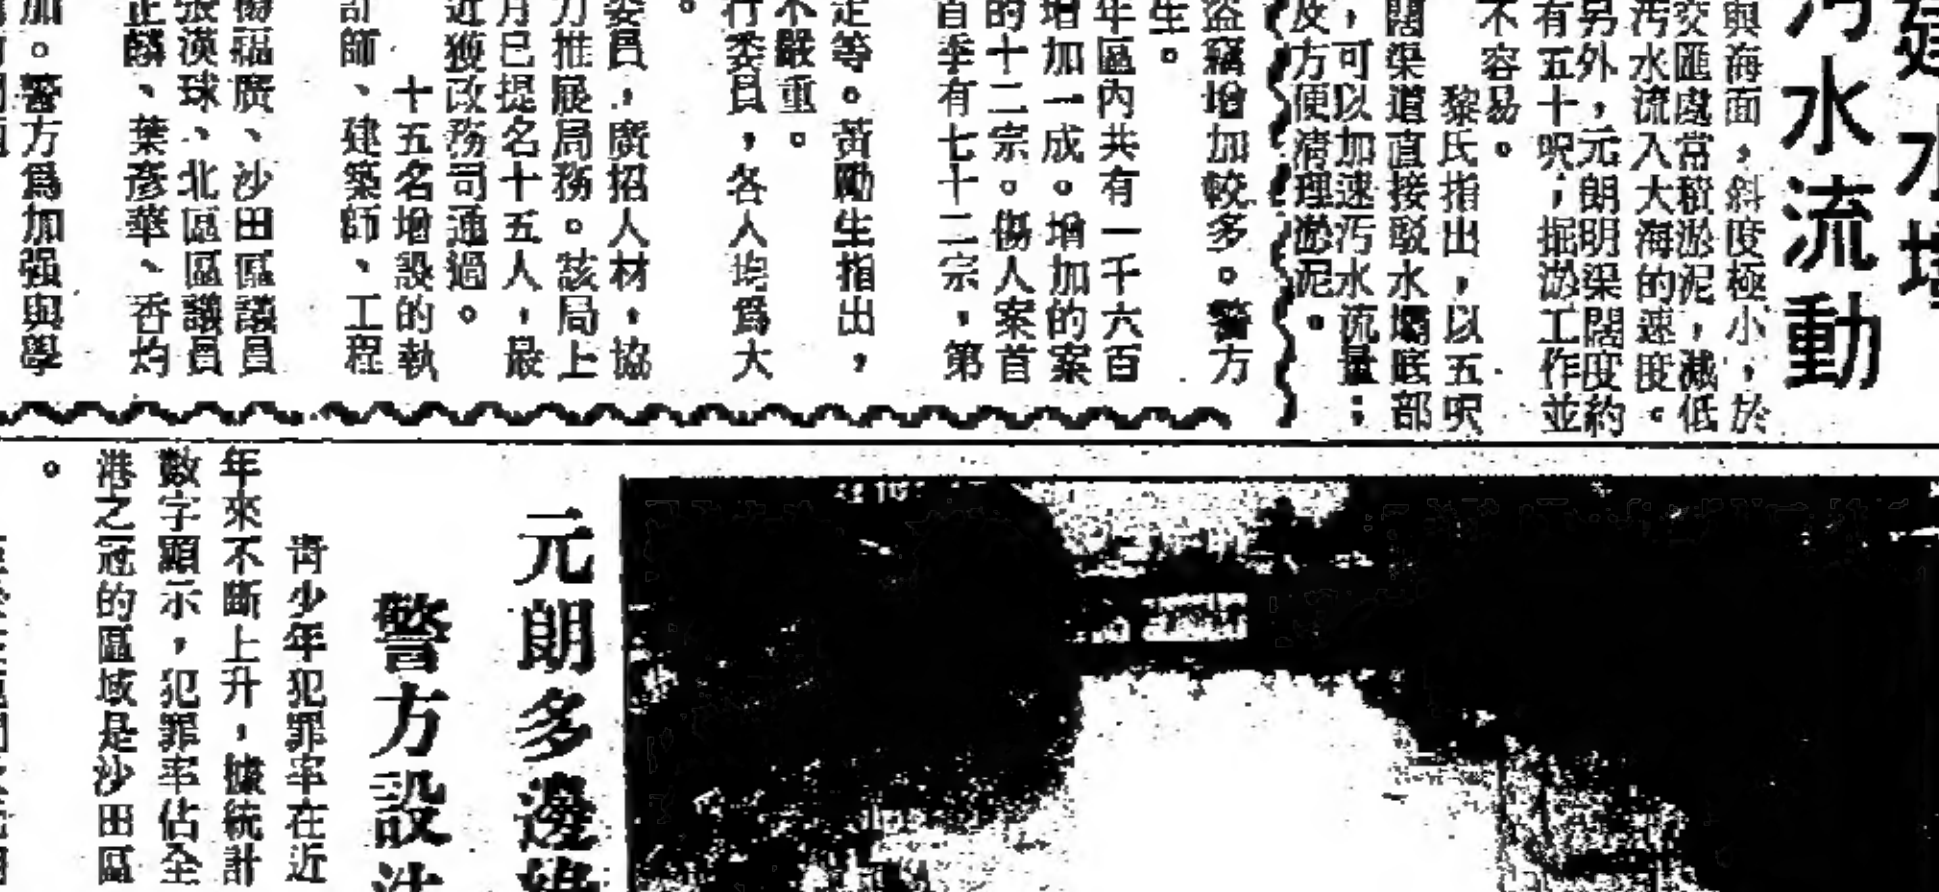 水
污水流動
與海面，斜度極小，於
交匯處常積淤泥，減低
污水流入大海的速度。
另外，元朗明渠闊度約
有五十呎；掘淤工作並
不容易。
黎氏指出，以五呎
闊渠道直接駁水壩底部
，可以加速污水流量；
及方便清理淤泥。
盜竊增加較多。警方
生。
年區內共有一千六百
增加一成。增加的案
的十二宗。傷人案首
首季有七十二宗，第
定等。黃勵生指出，
不嚴重。
行委員，各人均爲大
。
委員，廣招人材，協
力推展局務。該局上
月已提名十五人，最
近獲政務司通過。
十五名增設的執
師、建築師、工程
楊福廣、沙田區議員
張漢球、北區區議員
正麟、葉彥華、香灼
加。警方爲加强與學
元朗多邊
警方設法
青少年犯罪率在近
年來不斷上升，據統計
數字顯示，犯罪率佔全
港之冠的區域是沙田區
。